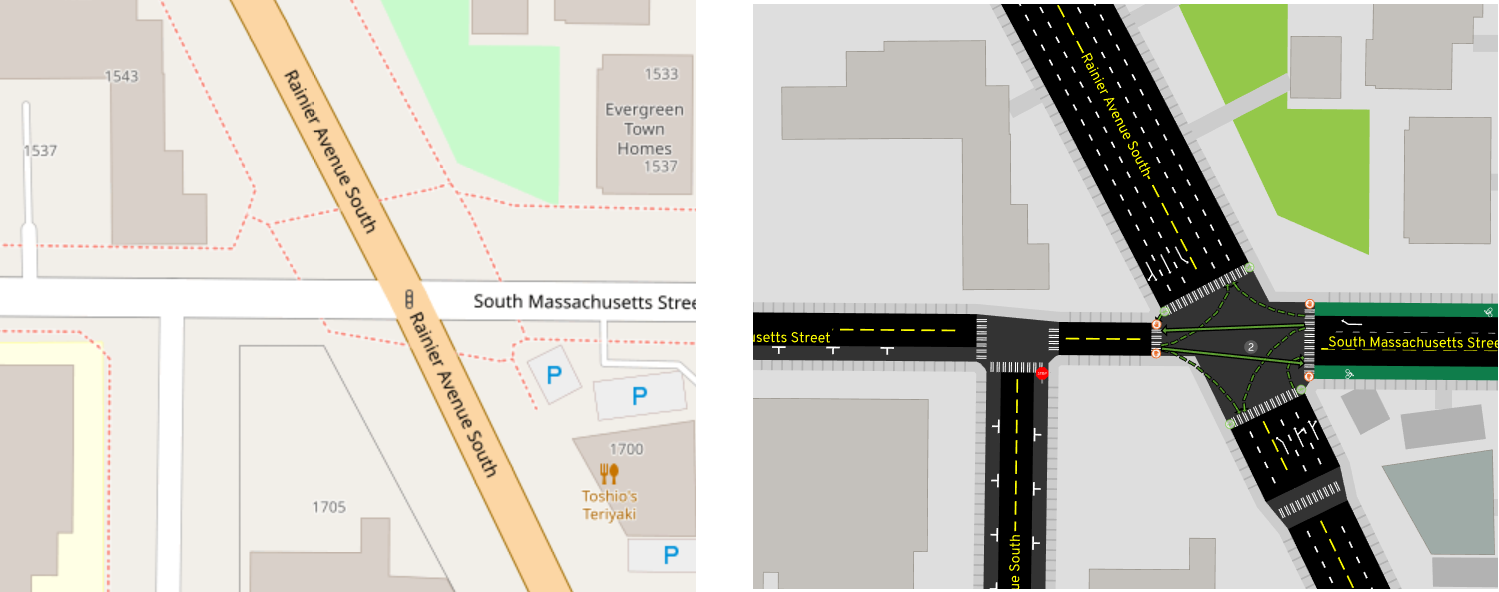 1543
1533
Evergreen
Town
Homes
1537
1537
Rainier Avenue South
South Massachusetts Stree
Rainier Avenue South
P
P
1700
Toshio's
Teriyaki
1705
P
Rainier Avenue South
usetts Street
2
South Massachusetts Stree
STOP
ue South